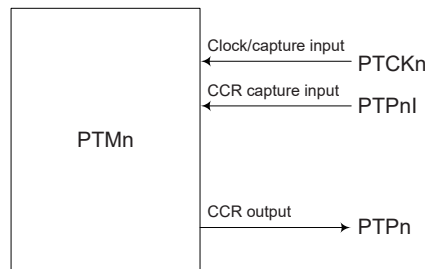 Clock/capture input
PTCKn
CCR capture input
PTPnI
PTMn
CCR output
PTPn